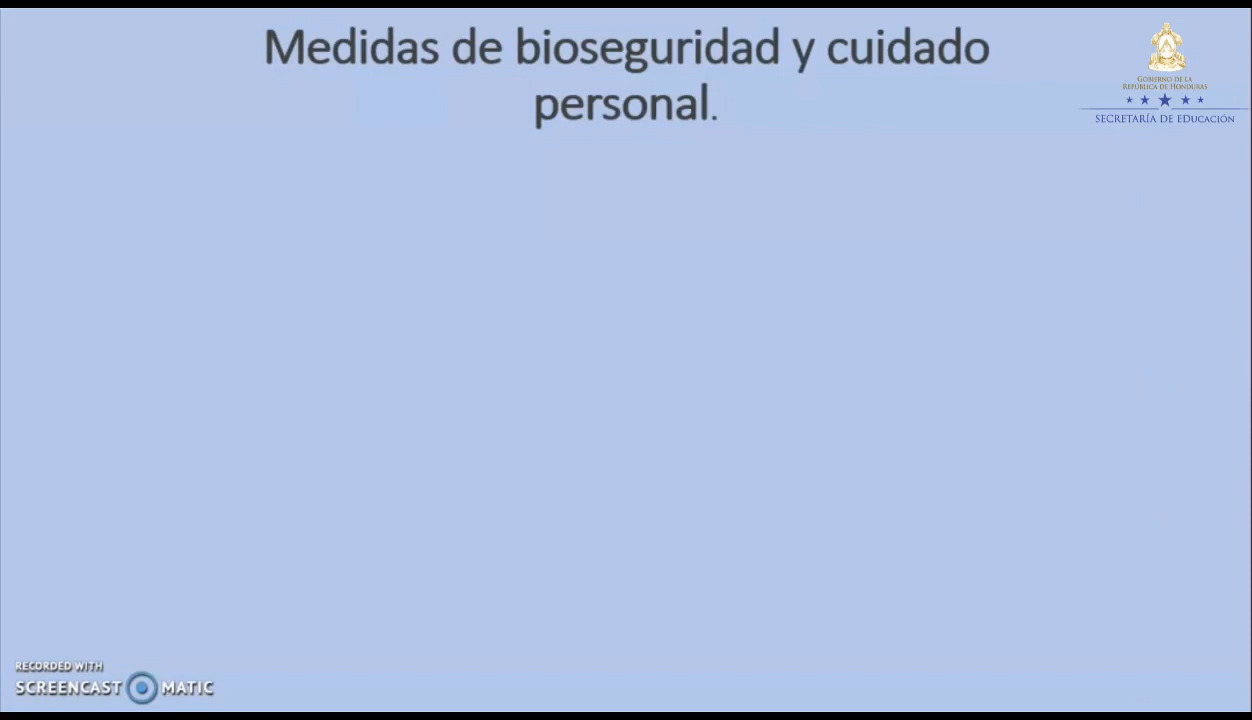 Medidas de bioseguridad y cuidado
personal.
GOBIERNO DE LA
REPÚBLICA DE HONDURAS
SECRETARÍA DE EDUCACIÓN
RECORDED WITH
SCREENCAST MATIC